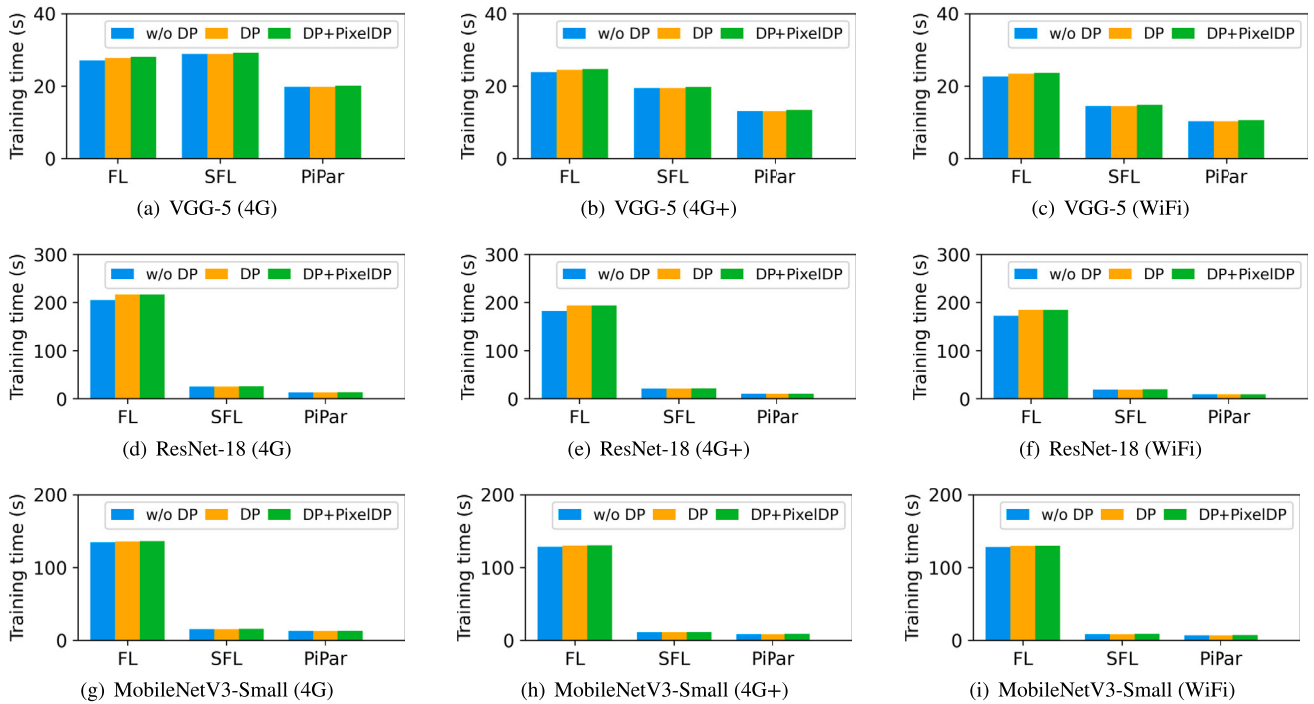 Training time (s)
40
20
0
w/o DP DP DP+PixelDP
FL SFL PiPar
(a) VGG-5 (4G)
Training time (s)
40
20
0
w/o DP DP DP+PixelDP
FL SFL PiPar
(b) VGG-5 (4G+)
Training time (s)
40
20
0
w/o DP DP DP+PixelDP
FL SFL PiPar
(c) VGG-5 (WiFi)
Training time (s)
300
200
100
0
w/o DP DP DP+PixelDP
FL SFL PiPar
(d) ResNet-18 (4G)
Training time (s)
300
200
100
0
w/o DP DP DP+PixelDP
FL SFL PiPar
(e) ResNet-18 (4G+)
Training time (s)
300
200
100
0
w/o DP DP DP+PixelDP
FL SFL PiPar
(f) ResNet-18 (WiFi)
Training time (s)
200
100
0
w/o DP DP DP+PixelDP
FL SFL PiPar
(g) MobileNetV3-Small (4G)
Training time (s)
200
100
0
w/o DP DP DP+PixelDP
FL SFL PiPar
(h) MobileNetV3-Small (4G+)
Training time (s)
200
100
0
w/o DP DP DP+PixelDP
FL SFL PiPar
(i) MobileNetV3-Small (WiFi)